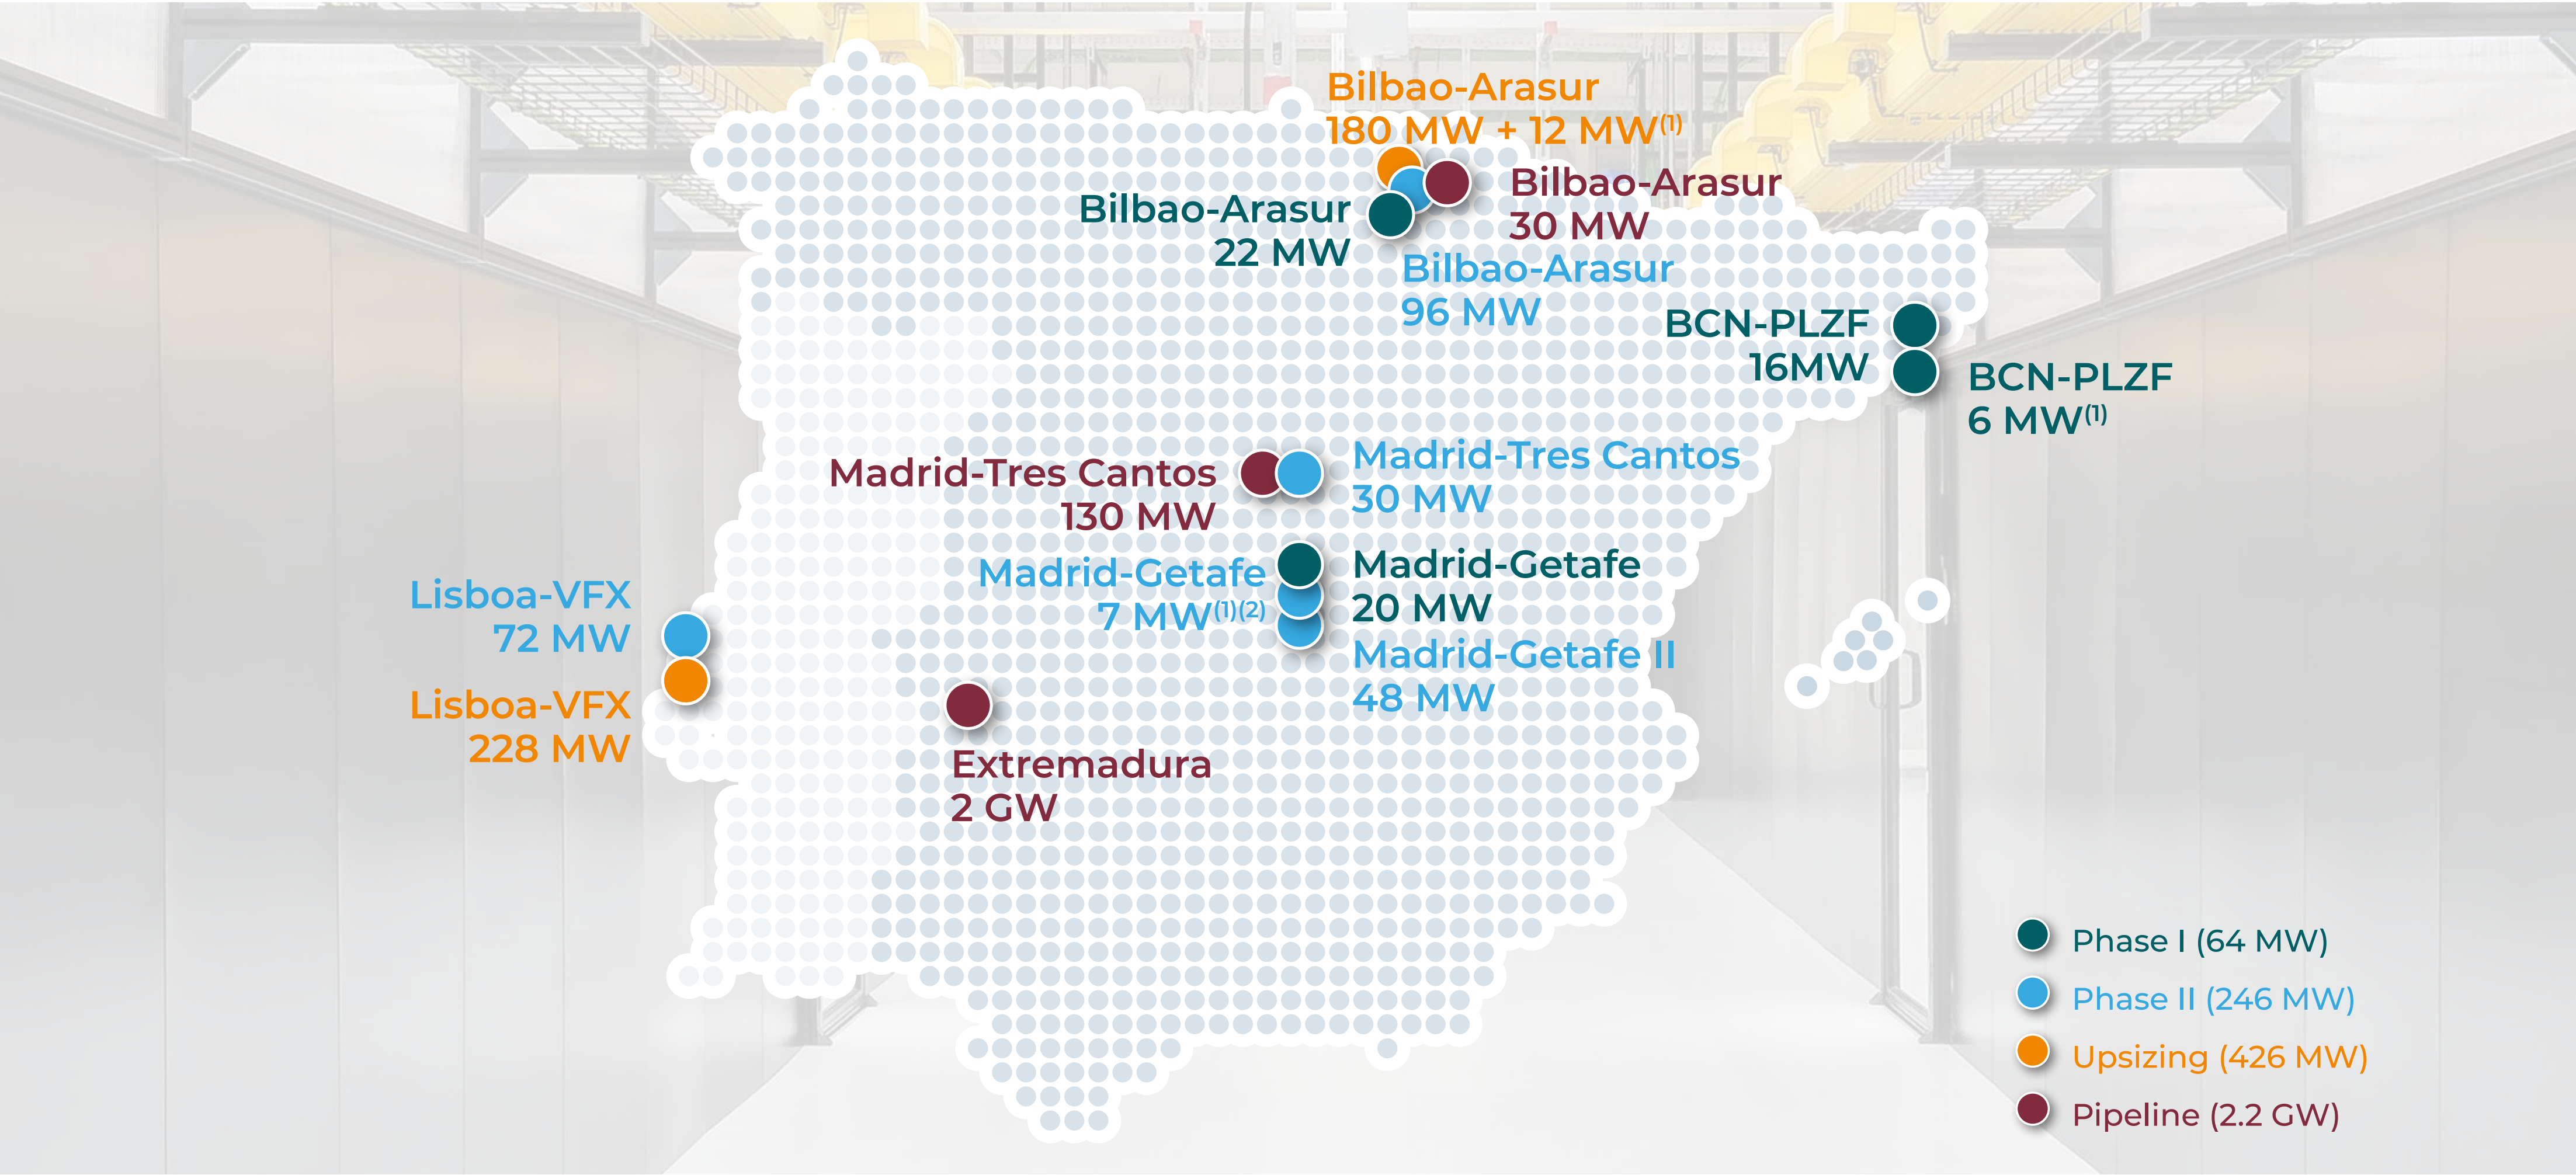 Bilbao-Arasur
180 MW + 12 MW(1)
Bilbao-Arasur
30 MW
Bilbao-Arasur
22 MW
Bilbao-Arasur
96 MW
BCN-PLZF
16MW
BCN-PLZF
6 MW(1)
Madrid-Tres Cantos
130 MW
Madrid-Tres Cantos
30 MW
Madrid-Getafe
7 MW(1)(2)
Madrid-Getafe
20 MW
Madrid-Getafe II
48 MW
Lisboa-VFX
72 MW
Lisboa-VFX
228 MW
Extremadura
2 GW
Phase I (64 MW)
Phase II (246 MW)
Upsizing (426 MW)
Pipeline (2.2 GW)